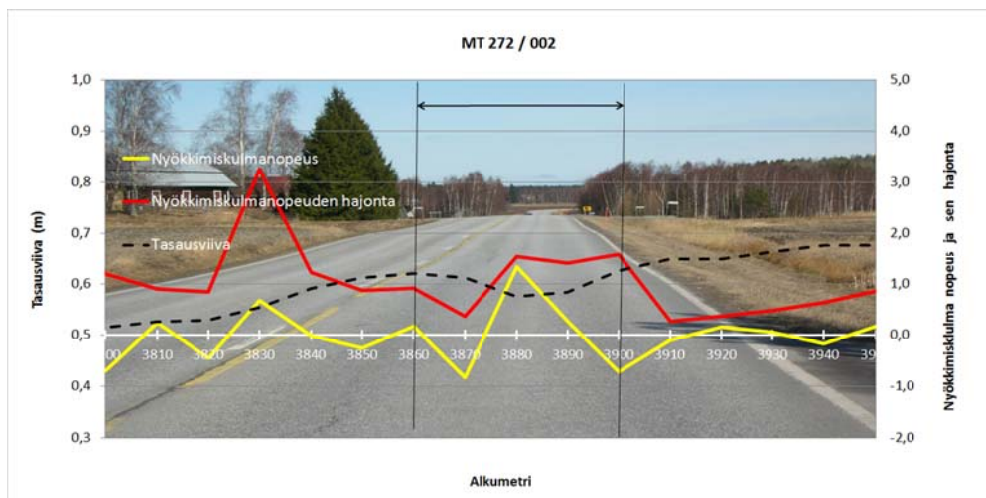 MT 272 / 002
1,0
0,9
0,8
0,7
0,6
0,5
0,4
0,3
5,0
4,0
3,0
2,0
1,0
0,0
-1,0
-2,0
Tasausviiva (m)
Nyökkimiskulma nopeus ja sen hajonta
Nyökkimiskulmanopeus
Nyökkimiskulmanopeuden hajonta
Tasausviiva
00 3810 3820 3830 3840 3850 3860 3870 3880 3890 3900 3910 3920 3930 3940 39
Alkumetri